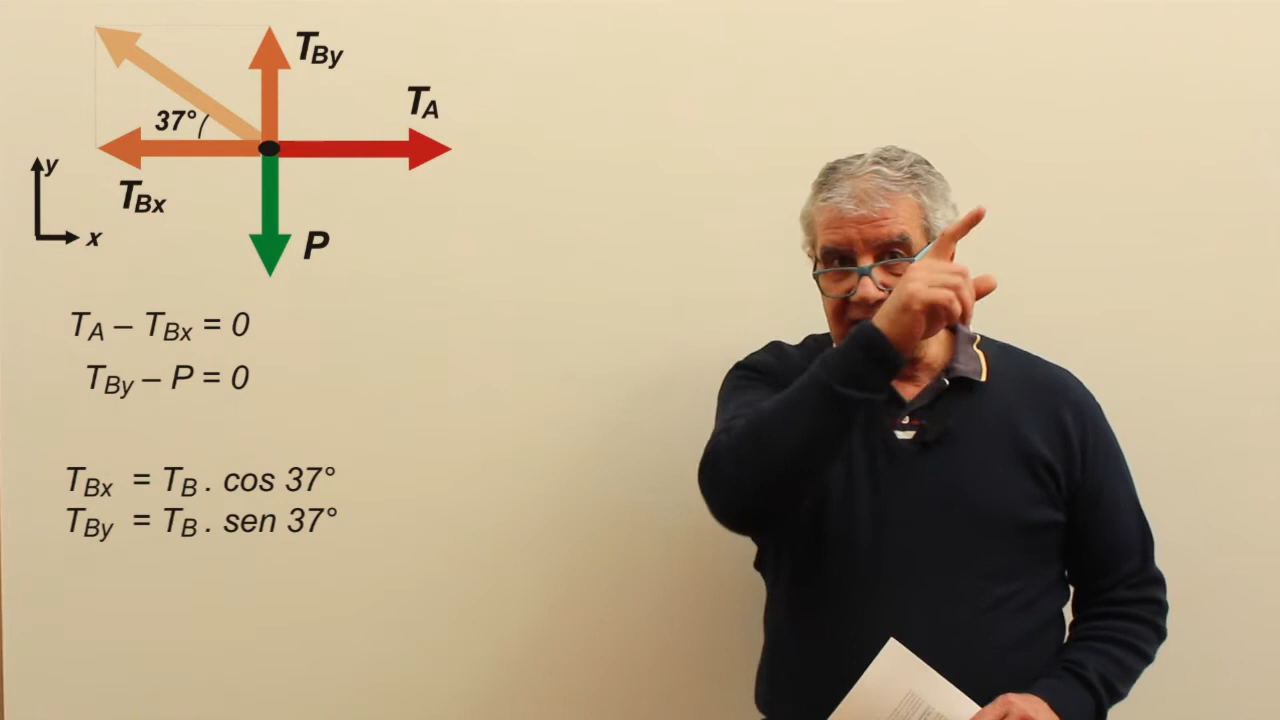 T_By
T_A
37°
y
T_Bx
x
P
T_A – T_Bx = 0
T_By – P = 0
T_Bx = T_B . cos 37°
T_By = T_B . sen 37°